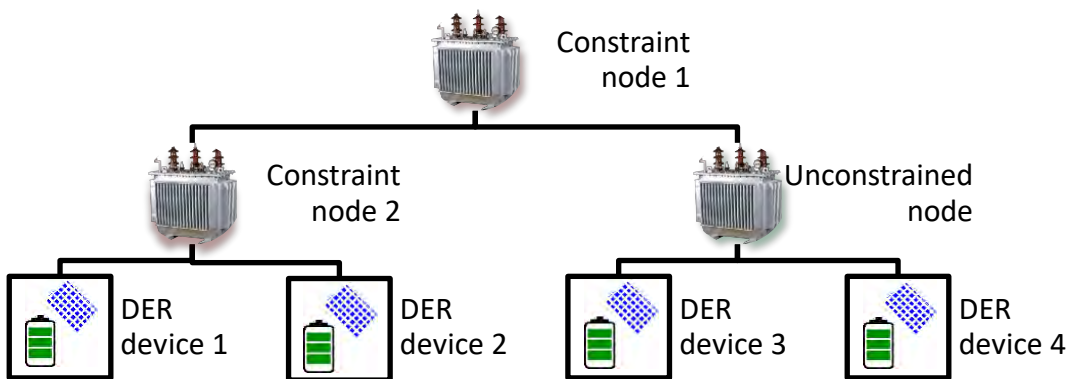 Constraint
node 1
Constraint
node 2
Unconstrained
node
DER
device 1
DER
device 2
DER
device 3
DER
device 4